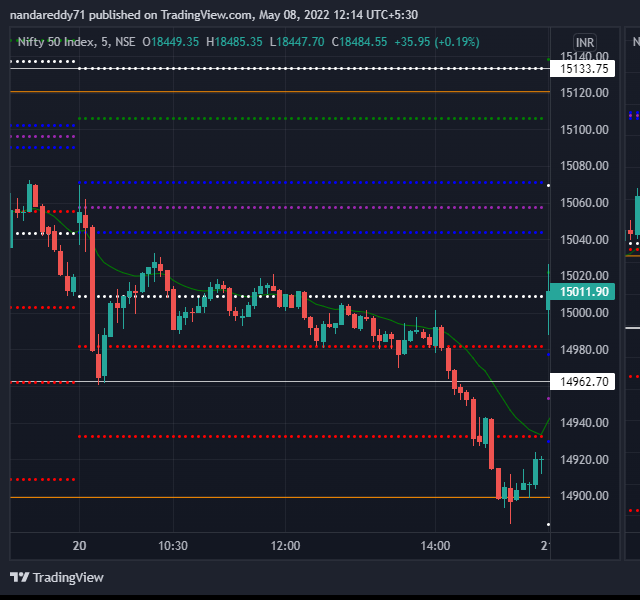 nandareddy71 published on TradingView.com, May 08, 2022 12:14 UTC+5:30
Nifty 50 Index, 5, NSE O18449.35 H18485.35 L18447.70 C18484.55 +35.95 (+0.19%)
INR
N
15140.00
15133.75
15120.00
15100.00
15080.00
15060.00
15040.00
15020.00
15011.90
15000.00
14980.00
14962.70
14940.00
14920.00
14900.00
20 10:30 12:00 14:00 2
TradingView